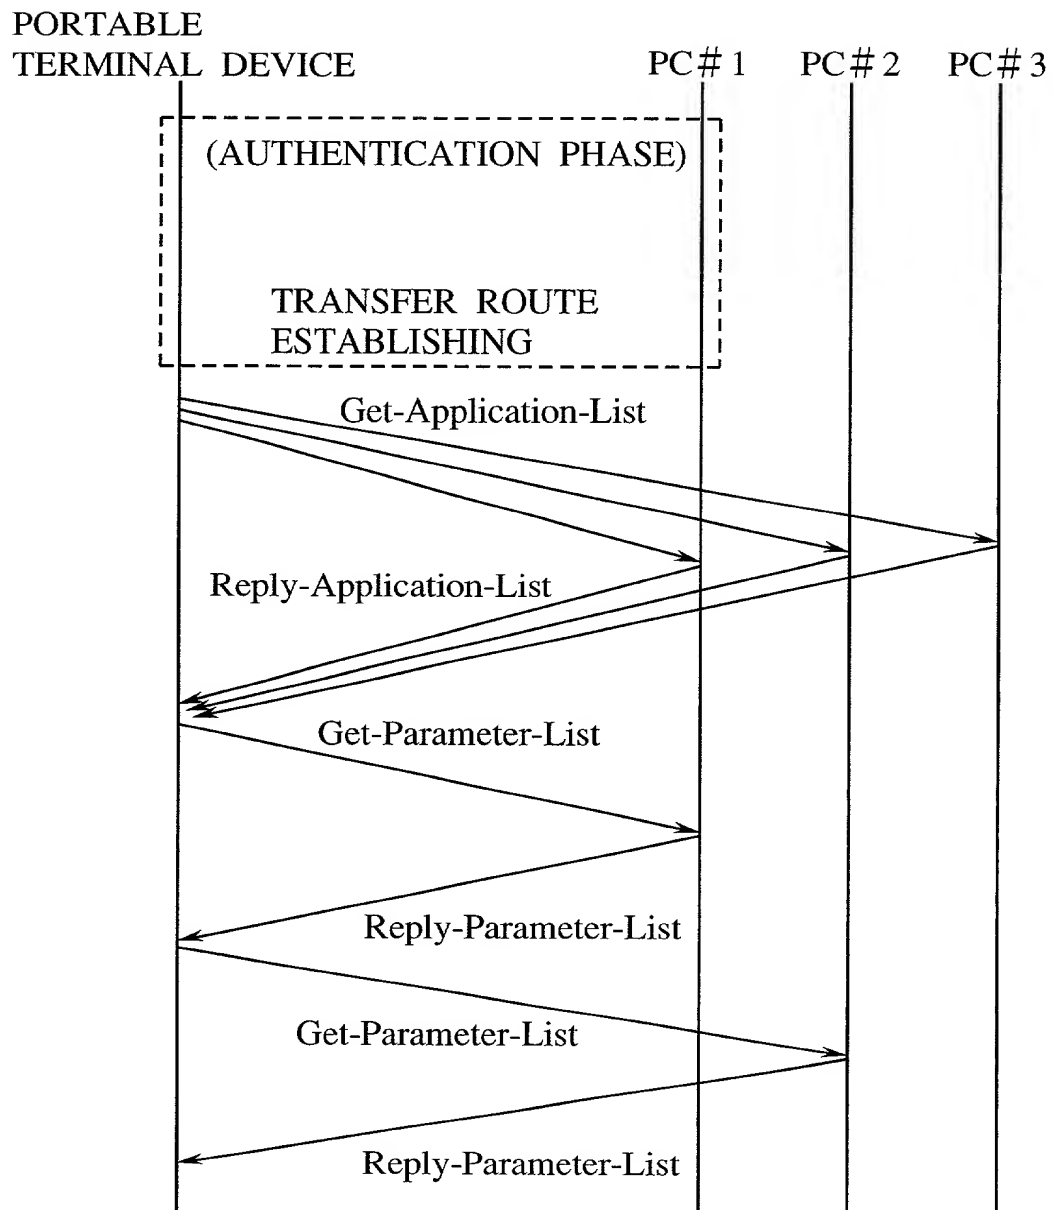 PORTABLE
TERMINAL DEVICE
PC#1
PC#2
PC#3
(AUTHENTICATION PHASE)
TRANSFER ROUTE
ESTABLISHING
Get-Application-List
Reply-Application-List
Get-Parameter-List
Reply-Parameter-List
Get-Parameter-List
Reply-Parameter-List